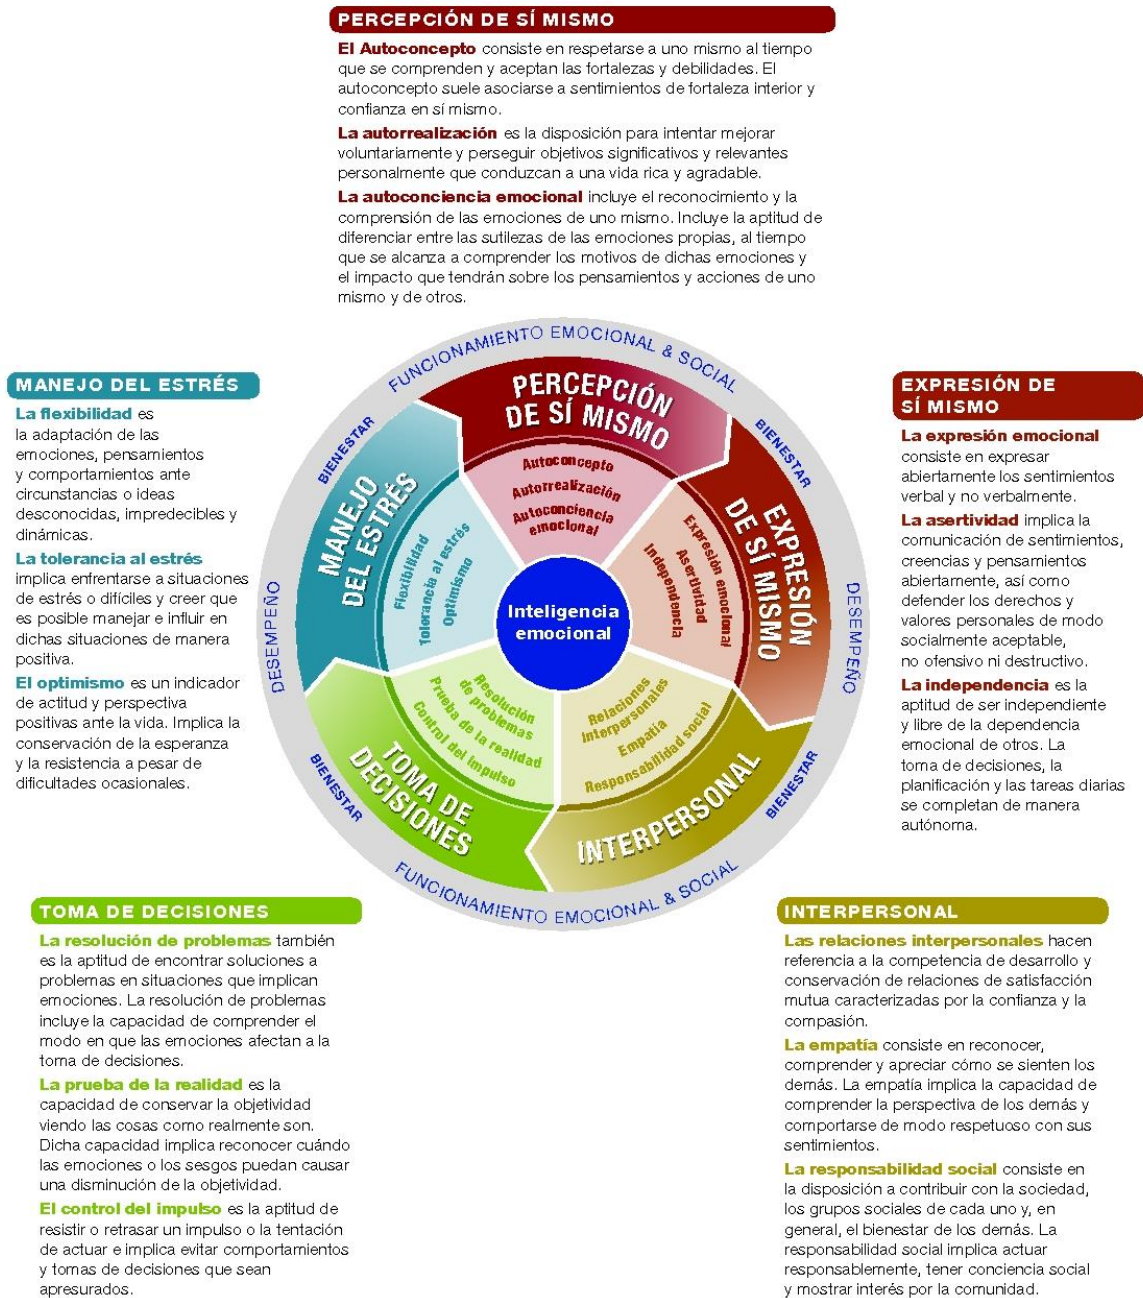 PERCEPCIÓN DE SÍ MISMO
El Autoconcepto consiste en respetarse a uno mismo al tiempo
que se comprenden y aceptan las fortalezas y debilidades. El
autoconcepto suele asociarse a sentimientos de fortaleza interior y
confianza en sí mismo.
La autorrealización es la disposición para intentar mejorar
voluntariamente y perseguir objetivos significativos y relevantes
personalmente que conduzcan a una vida rica y agradable.
La autoconciencia emocional incluye el reconocimiento y la
comprensión de las emociones de uno mismo. Incluye la aptitud de
diferenciar entre las sutilezas de las emociones propias, al tiempo
que se alcanza a comprender los motivos de dichas emociones y
el impacto que tendrán sobre los pensamientos y acciones de uno
mismo y de otros.
MANEJO DEL ESTRÉS
La flexibilidad es
la adaptación de las
emociones, pensamientos
y comportamientos ante
circunstancias o ideas
desconocidas, impredecibles y
dinámicas.
La tolerancia al estrés
implica enfrentarse a situaciones
de estrés o difíciles y creer que
es posible manejar e influir en
dichas situaciones de manera
positiva.
El optimismo es un indicador
de actitud y perspectiva
positivas ante la vida. Implica la
conservación de la esperanza
y la resistencia a pesar de
dificultades ocasionales.
FUNCIONAMIENTO EMOCIONAL & SOCIAL
BIENESTAR
DESEMPEÑO
BIENESTAR
FUNCIONAMIENTO EMOCIONAL & SOCIAL
BIENESTAR
DESEMPEÑO
BIENESTAR
PERCEPCIÓN
DE SÍ MISMO
Autoconcepto
Autorrealización
Autoconciencia
emocional
EXPRESIÓN
DE SÍ MISMO
Expresión emocional
Asertividad
Independencia
INTERPERSONAL
Relaciones
Interpersonales
Empatía
Responsabilidad social
TOMA DE
DECISIONES
Resolución
de problemas
Prueba de la realidad
Control del impulso
MANEJO
DEL ESTRÉS
Flexibilidad
Tolerancia al estrés
Optimismo
Inteligencia
emocional
EXPRESIÓN DE
SÍ MISMO
La expresión emocional
consiste en expresar
abiertamente los sentimientos
verbal y no verbalmente.
La asertividad implica la
comunicación de sentimientos,
creencias y pensamientos
abiertamente, así como
defender los derechos y
valores personales de modo
socialmente aceptable,
no ofensivo ni destructivo.
La independencia es la
aptitud de ser independiente
y libre de la dependencia
emocional de otros. La
toma de decisiones, la
planificación y las tareas diarias
se completan de manera
autónoma.
TOMA DE DECISIONES
La resolución de problemas también
es la aptitud de encontrar soluciones a
problemas en situaciones que implican
emociones. La resolución de problemas
incluye la capacidad de comprender el
modo en que las emociones afectan a la
toma de decisiones.
La prueba de la realidad es la
capacidad de conservar la objetividad
viendo las cosas como realmente son.
Dicha capacidad implica reconocer cuándo
las emociones o los sesgos puedan causar
una disminución de la objetividad.
El control del impulso es la aptitud de
resistir o retrasar un impulso o la tentación
de actuar e implica evitar comportamientos
y tomas de decisiones que sean
apresurados.
INTERPERSONAL
Las relaciones interpersonales hacen
referencia a la competencia de desarrollo y
conservación de relaciones de satisfacción
mutua caracterizadas por la confianza y la
compasión.
La empatía consiste en reconocer,
comprender y apreciar cómo se sienten los
demás. La empatía implica la capacidad de
comprender la perspectiva de los demás y
comportarse de modo respetuoso con sus
sentimientos.
La responsabilidad social consiste en
la disposición a contribuir con la sociedad,
los grupos sociales de cada uno y, en
general, el bienestar de los demás. La
responsabilidad social implica actuar
responsablemente, tener conciencia social
y mostrar interés por la comunidad.